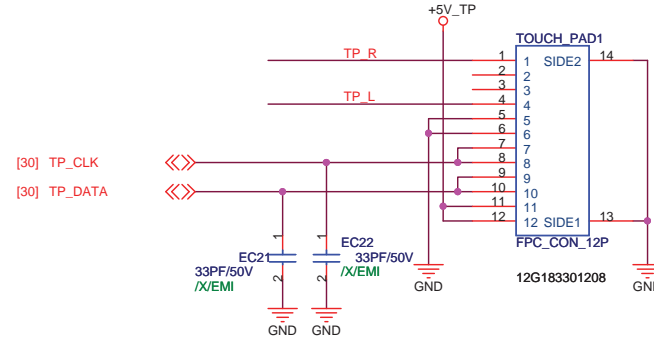 +5V_TP
TOUCH_PAD1
TP_R
1
1
SIDE2
14
2
2
3
3
TP_L
4
4
5
5
6
6
7
7
[30] TP_CLK
8
8
9
9
[30] TP_DATA
10
10
11
11
12
12
SIDE1
13
FPC_CON_12P
1
1
EC21
EC22
33PF/50V
33PF/50V
/X/EMI
/X/EMI
2
2
12G183301208
GND
GND
GND
GND